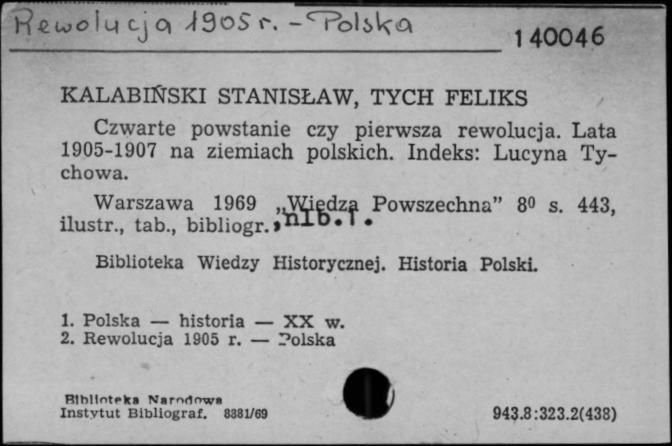 Rewolucja 1905 r. - Polska
140046
KALABIŃSKI STANISŁAW, TYCH FELIKS
Czwarte powstanie czy pierwsza rewolucja. Lata
1905-1907 na ziemiach polskich. Indeks: Lucyna Ty-
chowa.
Warszawa 1969 „Wiedza Powszechna” 8⁰ s. 443,
ilustr., tab., bibliogr., nlb.1.
Biblioteka Wiedzy Historycznej. Historia Polski.
1. Polska — historia — XX w.
2. Rewolucja 1905 r. — Polska
Biblioteka Narodowa
Instytut Bibliograf. 8381/69
943.8:323.2(438)